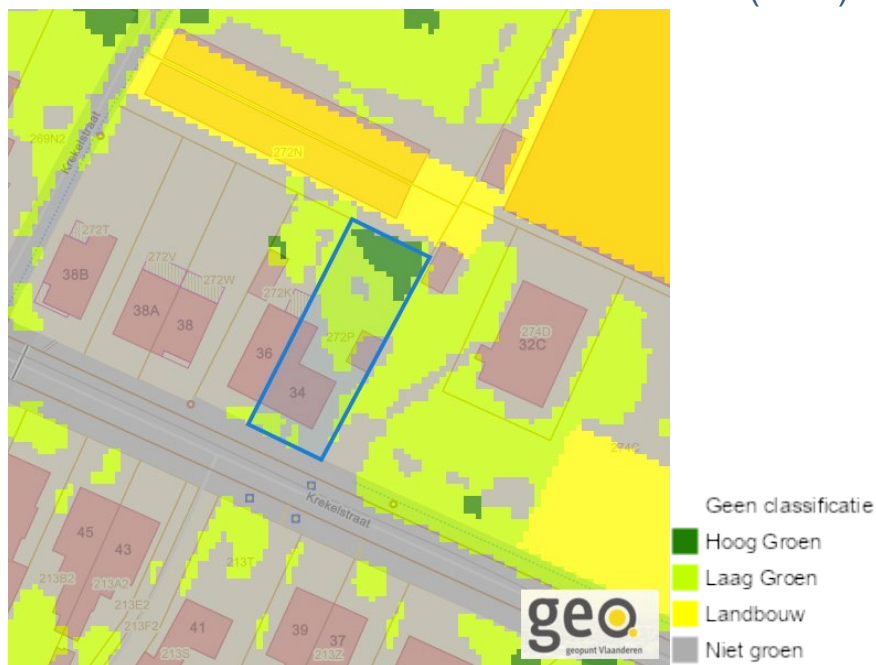 Krekelstraat
269N2
272N
272T
38B
272V
272W
38A
38
272K
36
272P
34
274D
32C
274C
Krekelstraat
45
43
213B2
213A2
213E2
213F2
213T
41
213S
39
37
213Z
geo.
geopunt Vlaanderen
Geen classificatie
Hoog Groen
Laag Groen
Landbouw
Niet groen